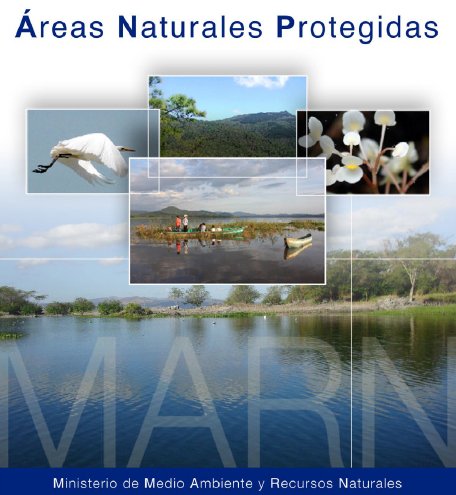 Áreas Naturales Protegidas
MARN
Ministerio de Medio Ambiente y Recursos Naturales